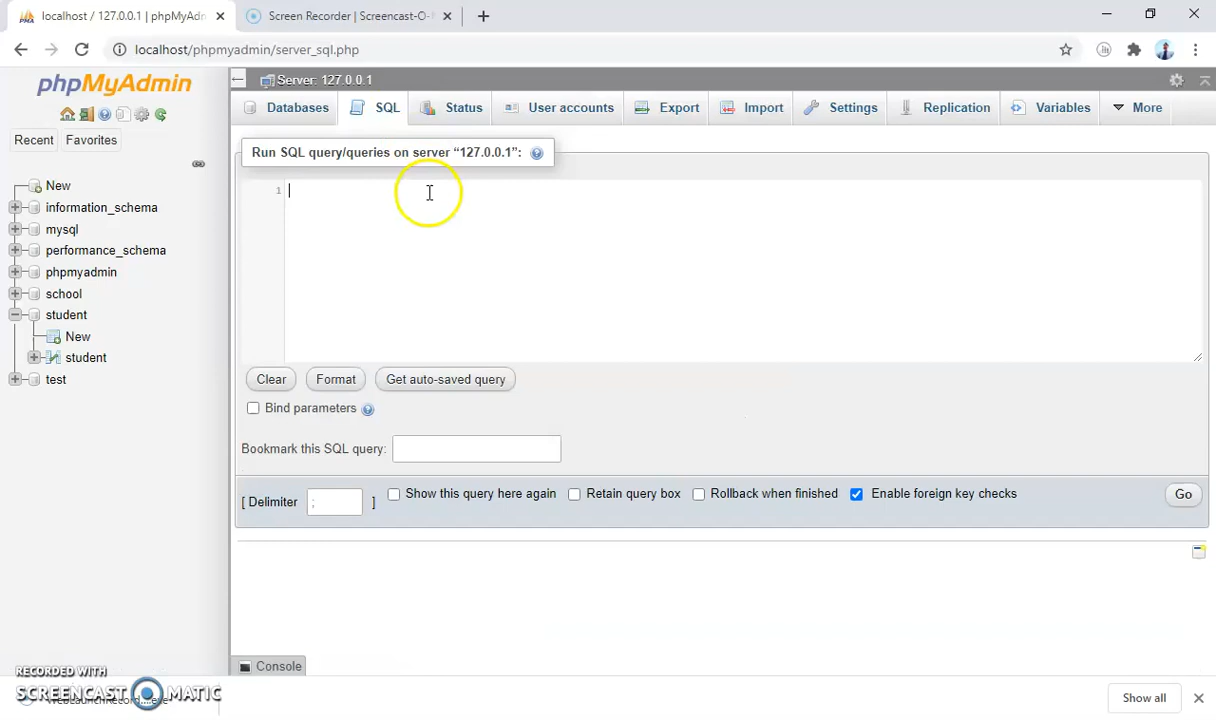 localhost / 127.0.0.1 | phpMyAdn
Screen Recorder | Screencast-O-
localhost/phpmyadmin/server_sql.php
phpMyAdmin
Recent
Favorites
New
information_schema
mysql
performance_schema
phpmyadmin
school
student
New
student
test
Server: 127.0.0.1
Databases
SQL
Status
User accounts
Export
Import
Settings
Replication
Variables
More
Run SQL query/queries on server “127.0.0.1”:
1
Clear
Format
Get auto-saved query
Bind parameters
Bookmark this SQL query:
[ Delimiter ; ]
Show this query here again
Retain query box
Rollback when finished
Enable foreign key checks
Go
Console
RECORDED WITH
SCREENCAST MATIC
Show all